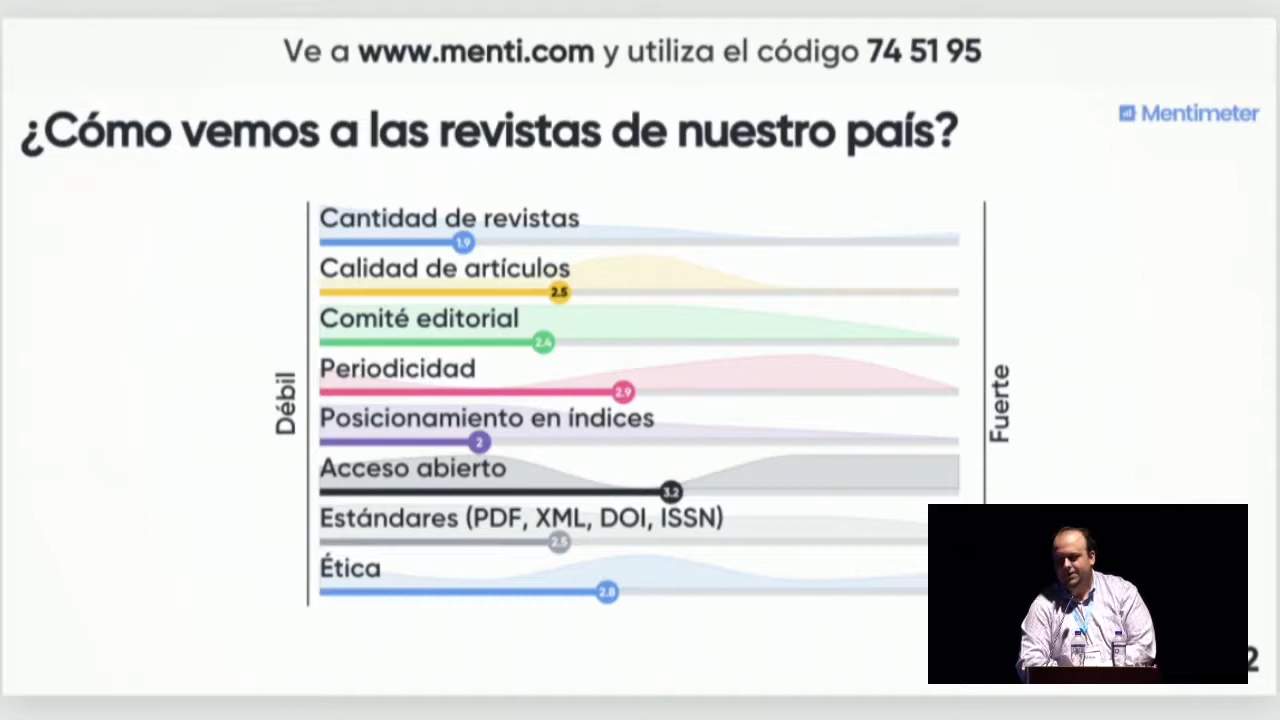 Ve a www.menti.com y utiliza el código 74 51 95
¿Cómo vemos a las revistas de nuestro país?
Mentimeter
Débil
Cantidad de revistas
1.9
Calidad de artículos
2.5
Comité editorial
2.4
Periodicidad
2.9
Posicionamiento en índices
2
Acceso abierto
3.2
Estándares (PDF, XML, DOI, ISSN)
2.5
Ética
2.8
Fuerte
2